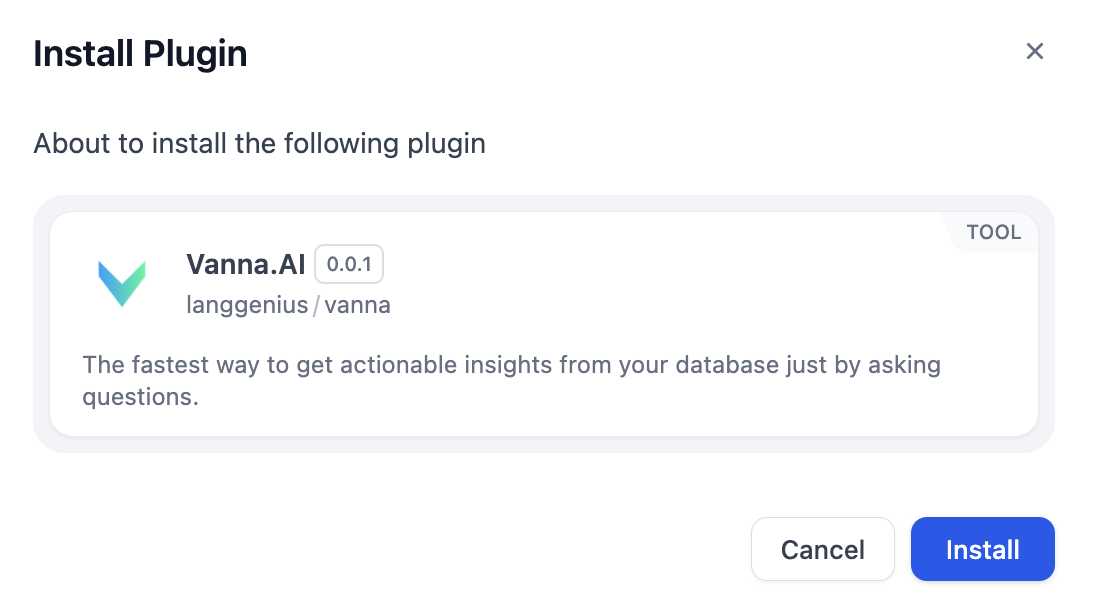 Install Plugin
About to install the following plugin
TOOL
Vanna.AI 0.0.1
langgenius / vanna
The fastest way to get actionable insights from your database just by asking
questions.
Cancel Install